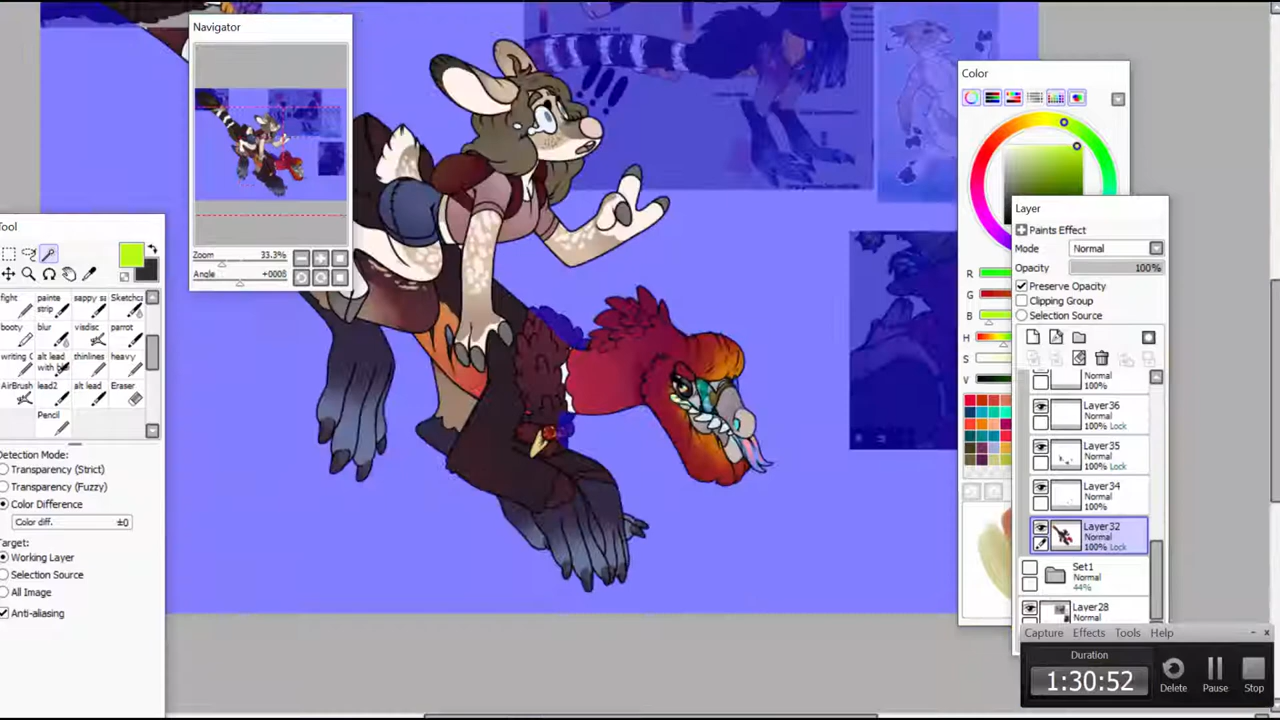 Navigator
Zoom 33.3%
Angle +0008
Tool
fight painte sappy s Sketch
strip
booty blur visdisc parrot
writing alt lead thinlines heavy
with
AirBrush lead2 alt lead Eraser
Pencil
Detection Mode:
Transparency (Strict)
Transparency (Fuzzy)
Color Difference
Color diff. ±0
Target:
Working Layer
Selection Source
All Image
Anti-aliasing
Color
R
G
B
H
S
V
Layer
Paints Effect
Mode Normal
Opacity 100%
Preserve Opacity
Clipping Group
Selection Source
Normal
100%
Layer36
Normal
100% Lock
Layer35
Normal
100% Lock
Layer34
Normal
100%
Layer32
Normal
100% Lock
Set1
Normal
44%
Layer28
Normal
Capture Effects Tools Help
Duration
1:30:52
Delete Pause Stop